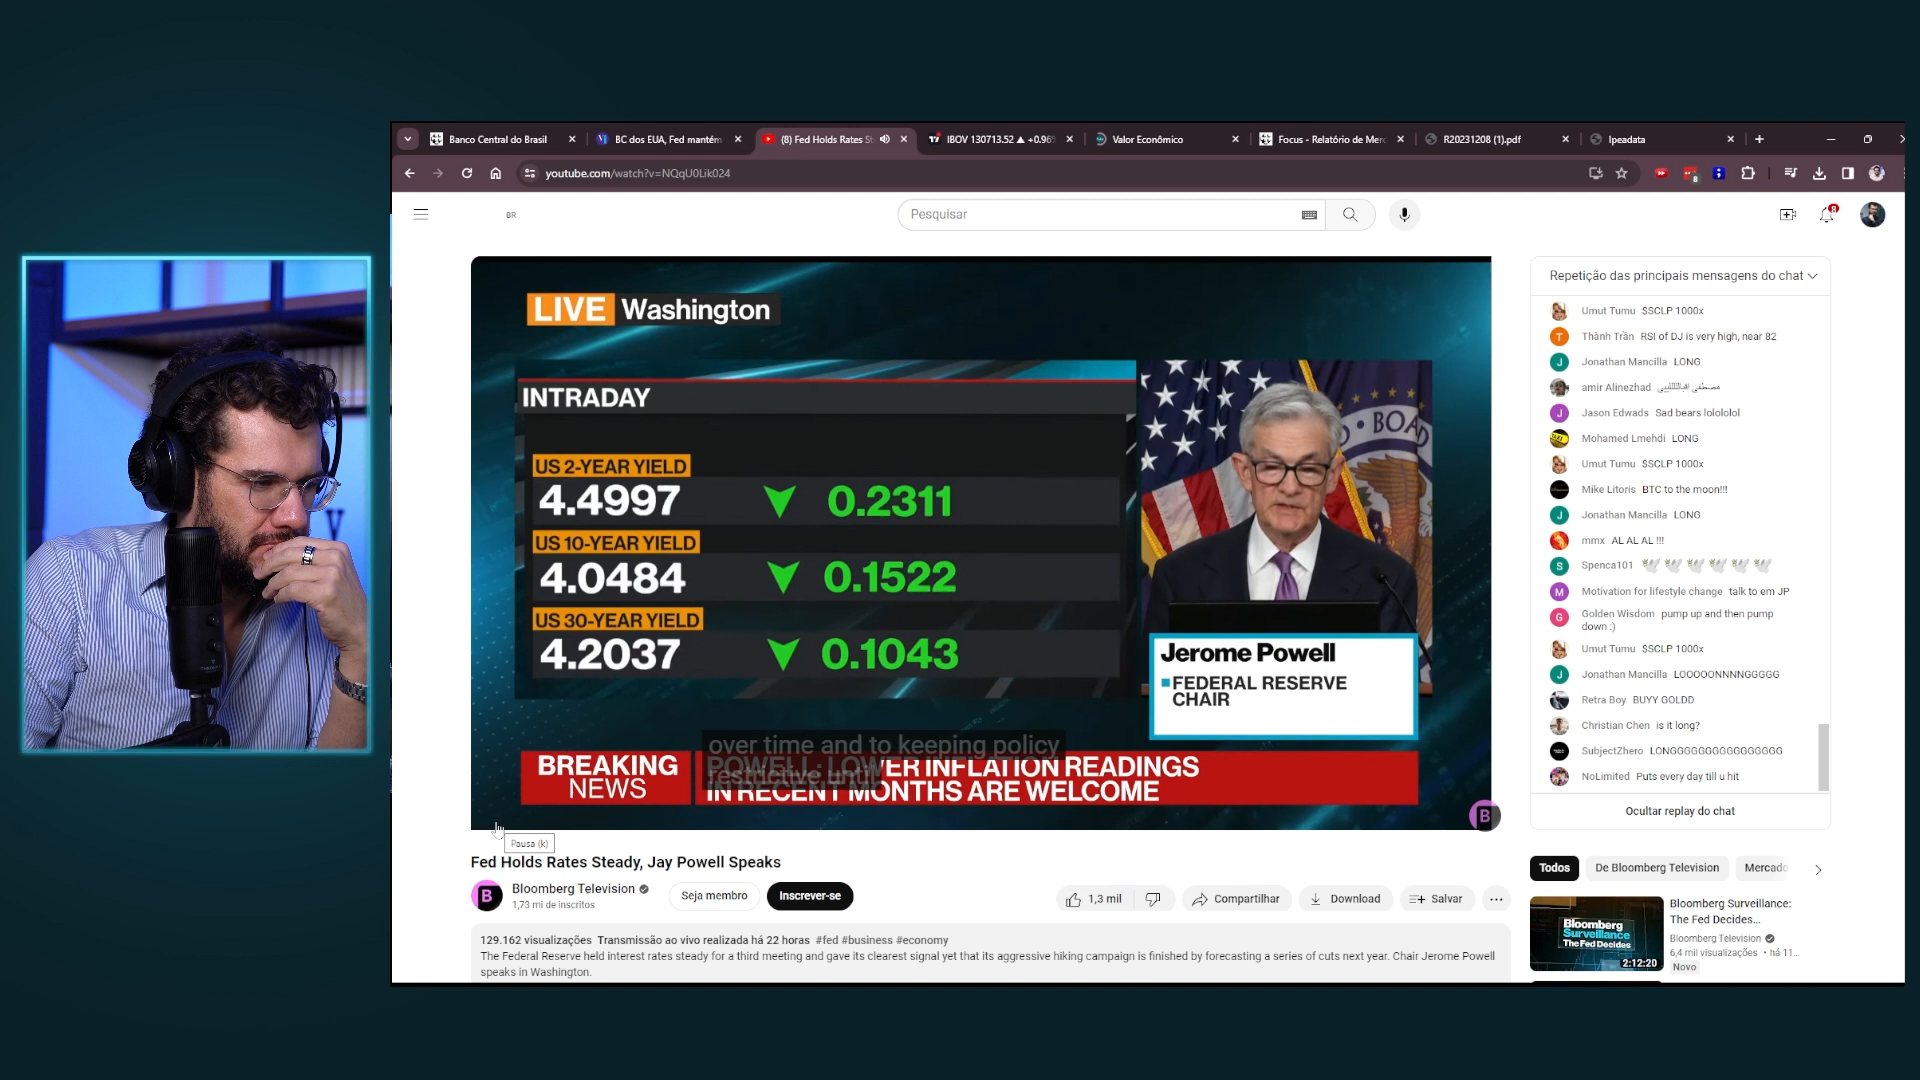 Banco Central do Brasil
BC dos EUA, Fed mantém
(8) Fed Holds Rates S
IBOV 130713.52 ▲ +0.96
Valor Econômico
Focus - Relatório de Merc
R20231208 (1).pdf
Ipeadata
youtube.com/watch?v=NQqU0Lik024
8
BR
Pesquisar
LIVE Washington
INTRADAY
US 2-YEAR YIELD
4.4997 ▼ 0.2311
US 10-YEAR YIELD
4.0484 ▼ 0.1522
US 30-YEAR YIELD
4.2037 ▼ 0.1043
BOA
Jerome Powell
FEDERAL RESERVE
CHAIR
over time and to keeping policy
restrictive until
BREAKING
NEWS
POWELL: LOWER INFLATION READINGS
IN RECENT MONTHS ARE WELCOME
B
Pausa (k)
Repetição das principais mensagens do chat
Umut Tumu $SCLP 1000x
T Thành Trần RSI of DJ is very high, near 82
J Jonathan Mancilla LONG
amir Alinezhad
J Jason Edwads Sad bears lolololol
Mohamed Lmehdi LONG
Umut Tumu $SCLP 1000x
Mike Litoris BTC to the moon!!!
J Jonathan Mancilla LONG
mmx AL AL AL !!!
S Spenca101 🕊️ 🕊️ 🕊️ 🕊️ 🕊️ 🕊️
M Motivation for lifestyle change talk to em JP
G Golden Wisdom pump up and then pump
down :)
Umut Tumu $SCLP 1000x
J Jonathan Mancilla LOOOOONNNNGGGGG
Retra Boy BUYY GOLDD
Christian Chen is it long?
SubjectZhero LONGGGGGGGGGGGGGGGG
NoLimited Puts every day till u hit
Ocultar replay do chat
Fed Holds Rates Steady, Jay Powell Speaks
B Bloomberg Television
1,73 mi de inscritos
Seja membro
Inscrever-se
1,3 mil
Compartilhar
Download
Salvar
129.162 visualizações Transmissão ao vivo realizada há 22 horas #fed #business #economy
The Federal Reserve held interest rates steady for a third meeting and gave its clearest signal yet that its aggressive hiking campaign is finished by forecasting a series of cuts next year. Chair Jerome Powell
speaks in Washington.
Todos
De Bloomberg Television
Mercado
Bloomberg
Surveillance
The Fed Decides
2:12:20
Bloomberg Surveillance:
The Fed Decides...
Bloomberg Television
6,4 mil visualizações • há 11...
Novo